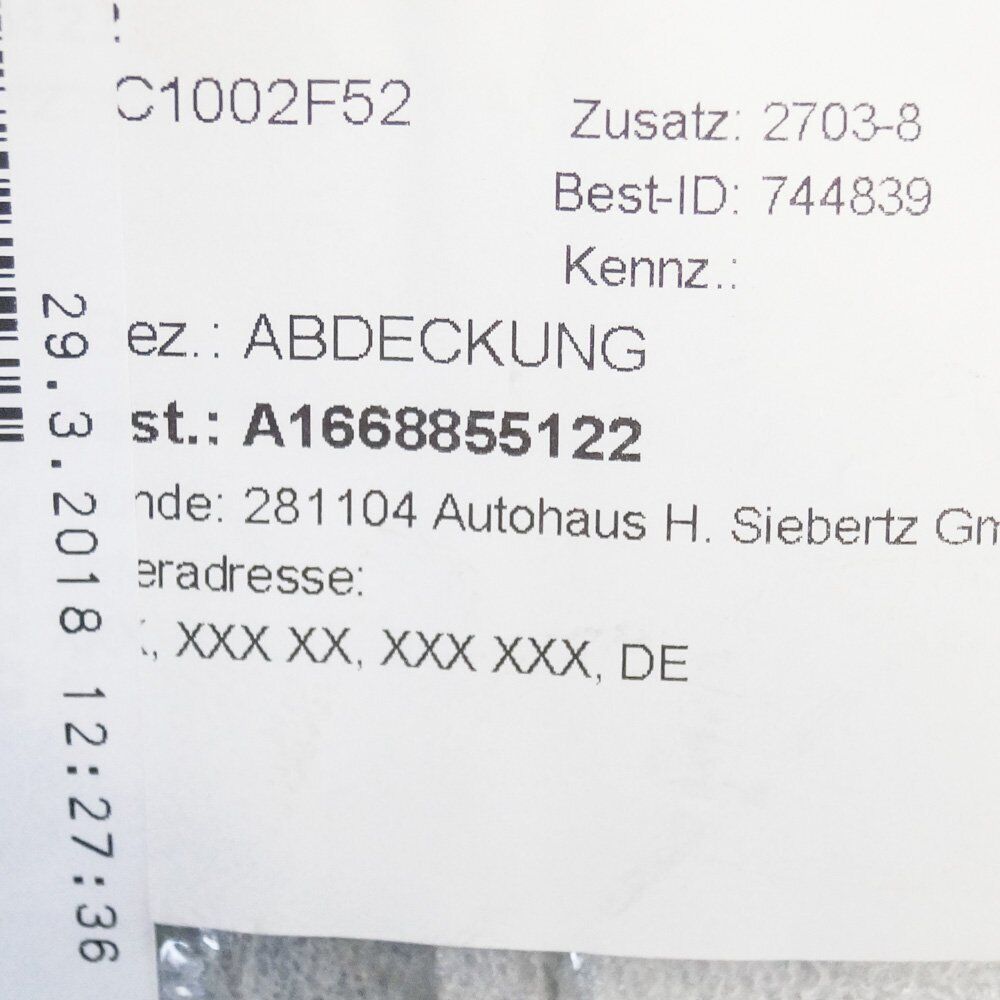 C1002F52
Zusatz: 2703-8
Best-ID: 744839
Kennz.:
ez.: ABDECKUNG
st.: A1668855122
nde: 281104 Autohaus H. Siebertz Gm
eradresse:
, XXX XX, XXX XXX, DE
29.3.2018 12:27:36